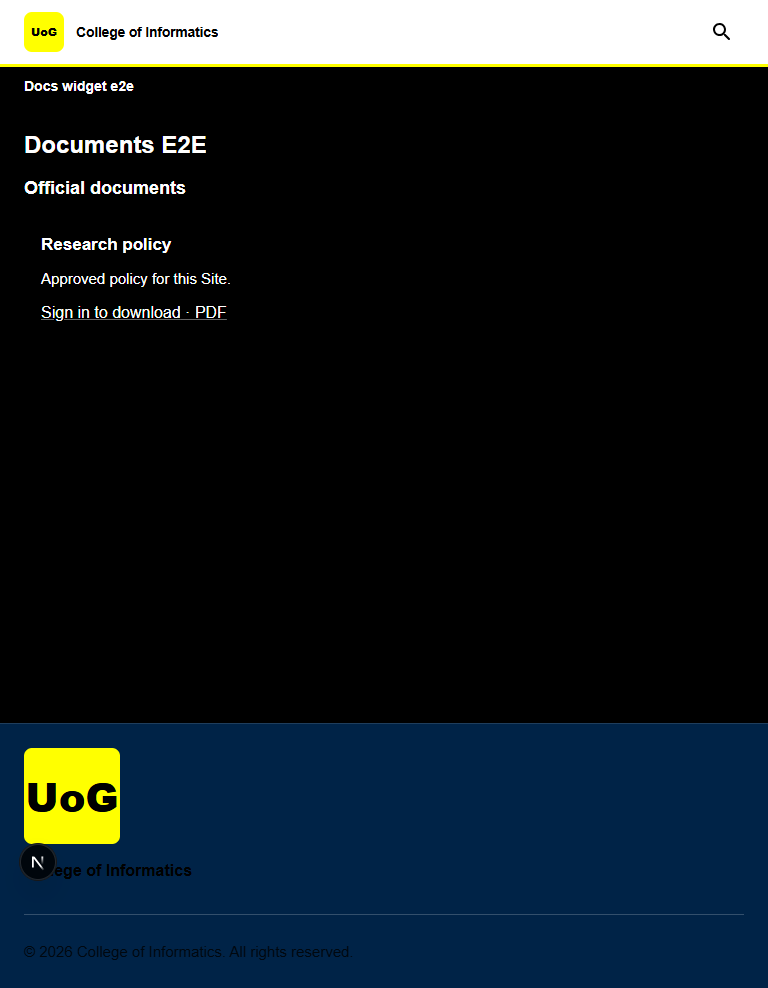 UoG
College of Informatics
Docs widget e2e
Documents E2E
Official documents
Research policy
Approved policy for this Site.
Sign in to download · PDF
UoG
N
lege of Informatics
© 2026 College of Informatics. All rights reserved.